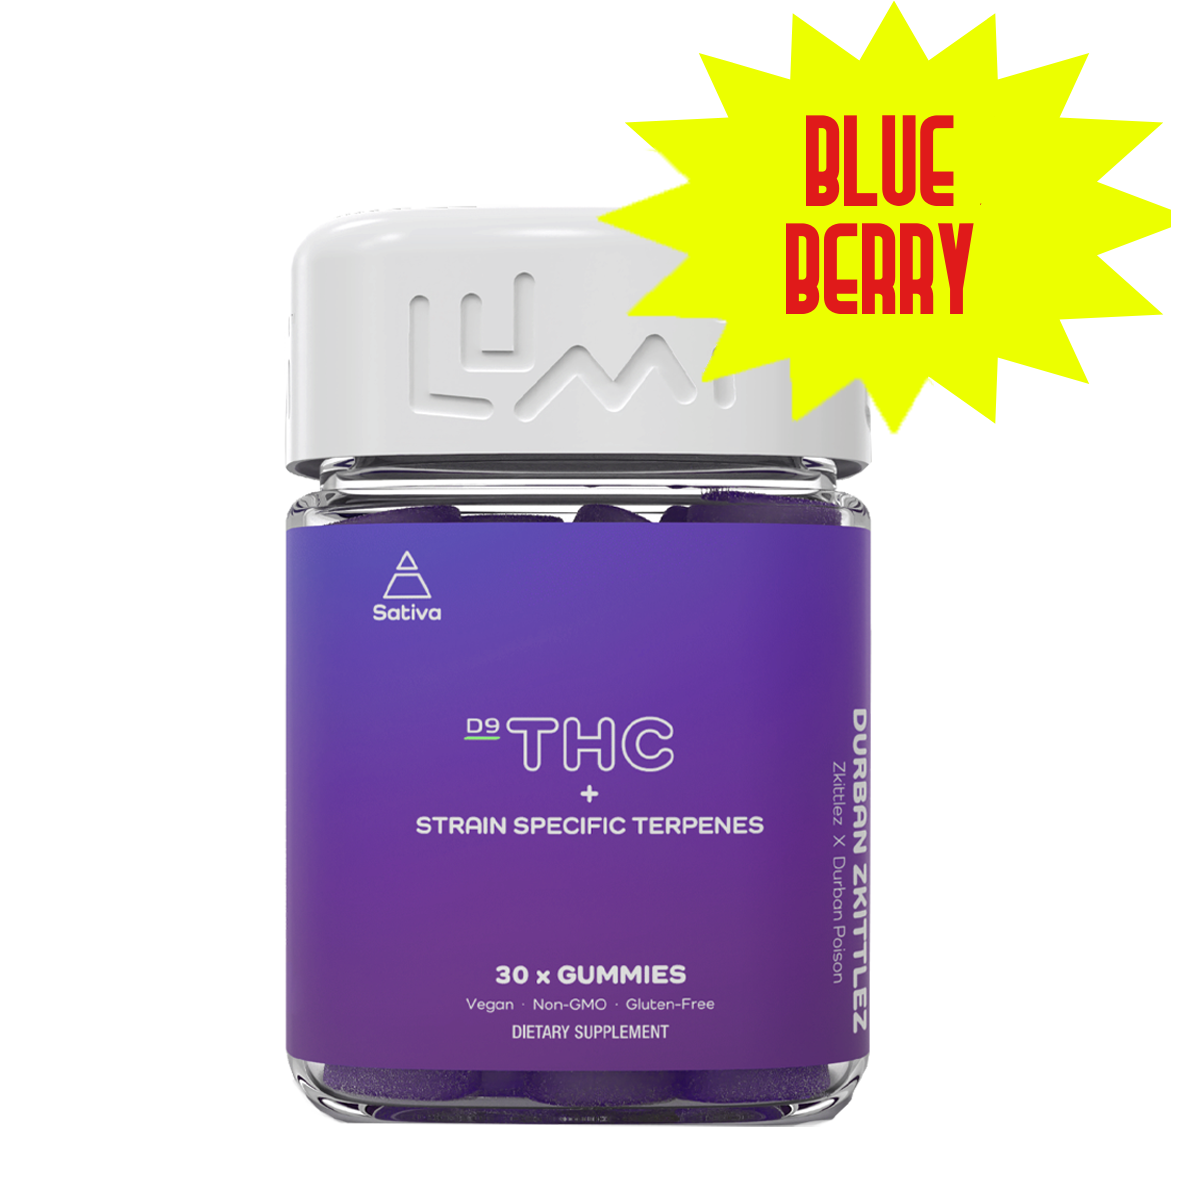 BLUE
BERRY
LUMI
Sativa
D9 THC
+
STRAIN SPECIFIC TERPENES
30 x GUMMIES
Vegan · Non-GMO · Gluten-Free
DIETARY SUPPLEMENT
DURBAN ZKITTLEZ
Zkittlez X Durban Poison